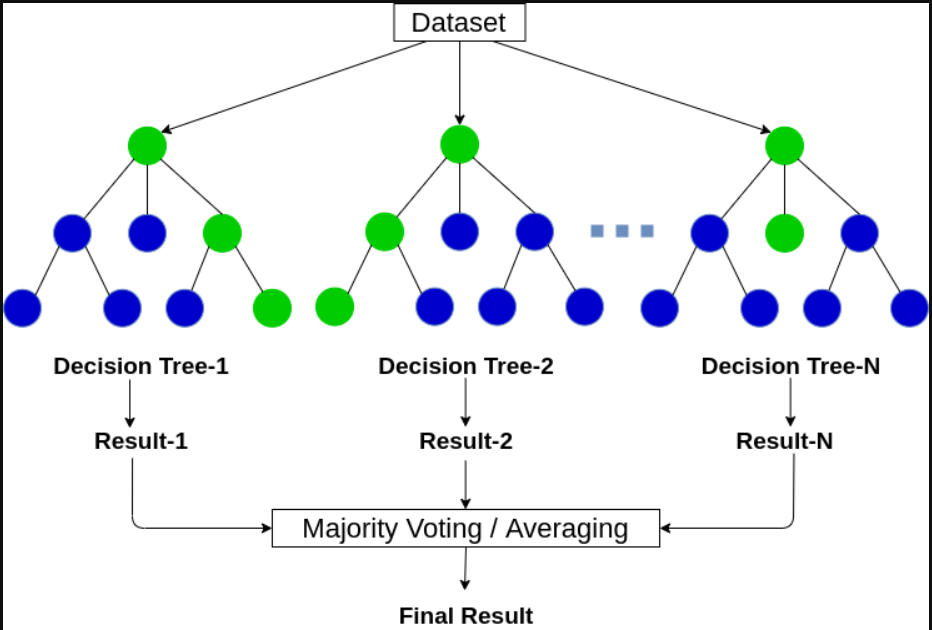 Dataset
Decision Tree-1
Decision Tree-2
Decision Tree-N
Result-1
Result-2
Result-N
Majority Voting / Averaging
Final Result